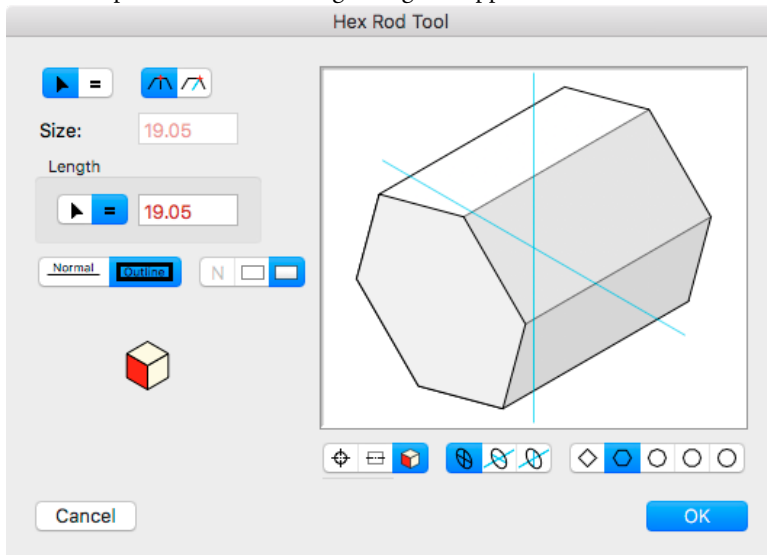 Hex Rod Tool
=
Size: 19.05
Length
= 19.05
Normal Outline N
Cancel OK